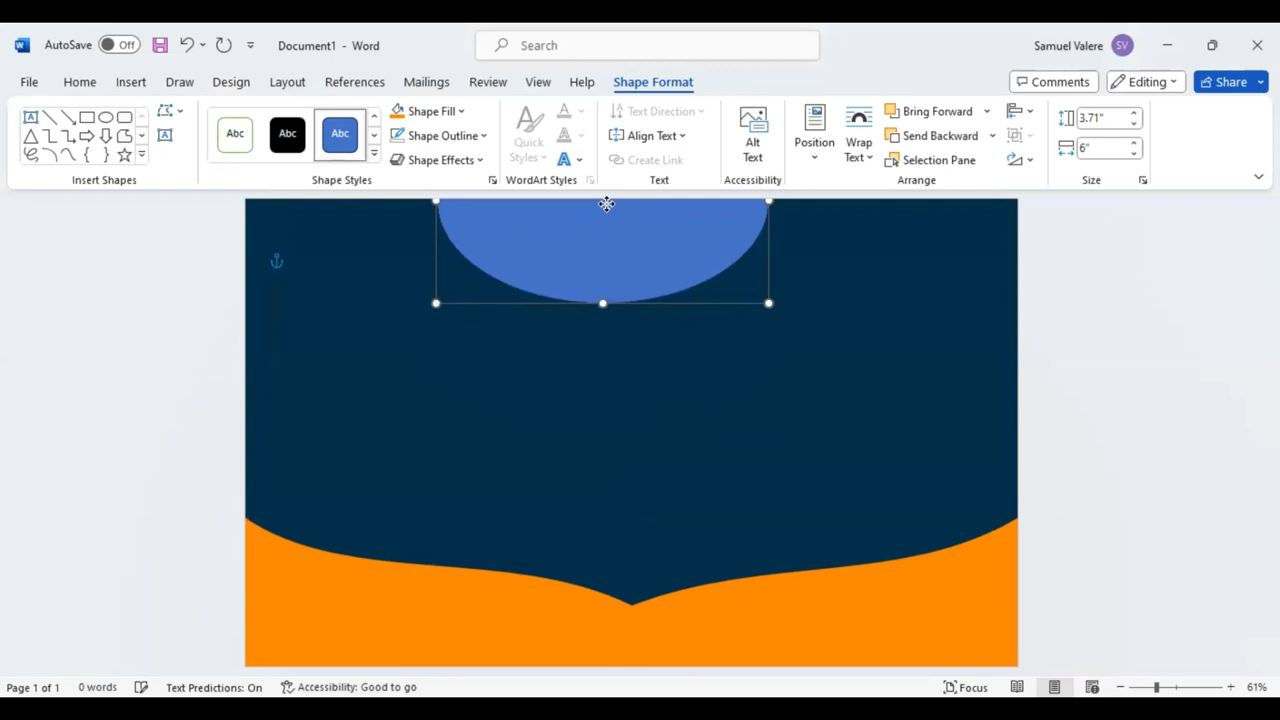 AutoSave Off Document1 - Word Search Samuel Valere SV
File Home Insert Draw Design Layout References Mailings Review View Help Shape Format Comments Editing Share
Abc Abc Abc
Shape Fill
Shape Outline
Shape Effects
Quick
Styles
Text Direction
Align Text
Create Link
Alt
Text
Position
Wrap
Text
Bring Forward
Send Backward
Selection Pane
3.71"
6"
Insert Shapes Shape Styles WordArt Styles Text Accessibility Arrange Size
Page 1 of 1 0 words Text Predictions: On Accessibility: Good to go Focus 61%